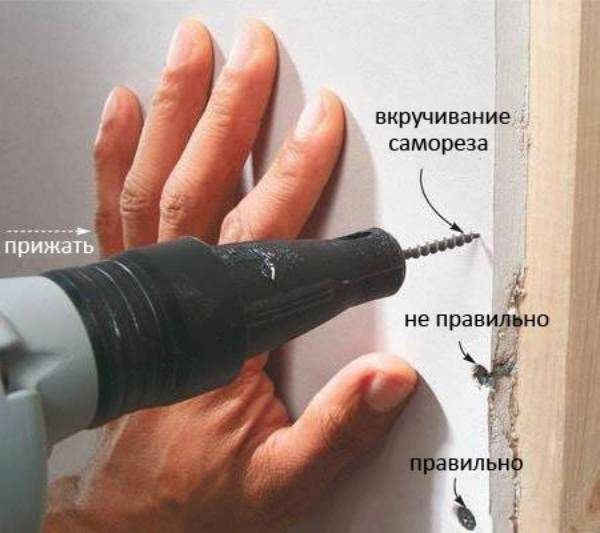 вкручивание
самореза
прижать
не правильно
правильно